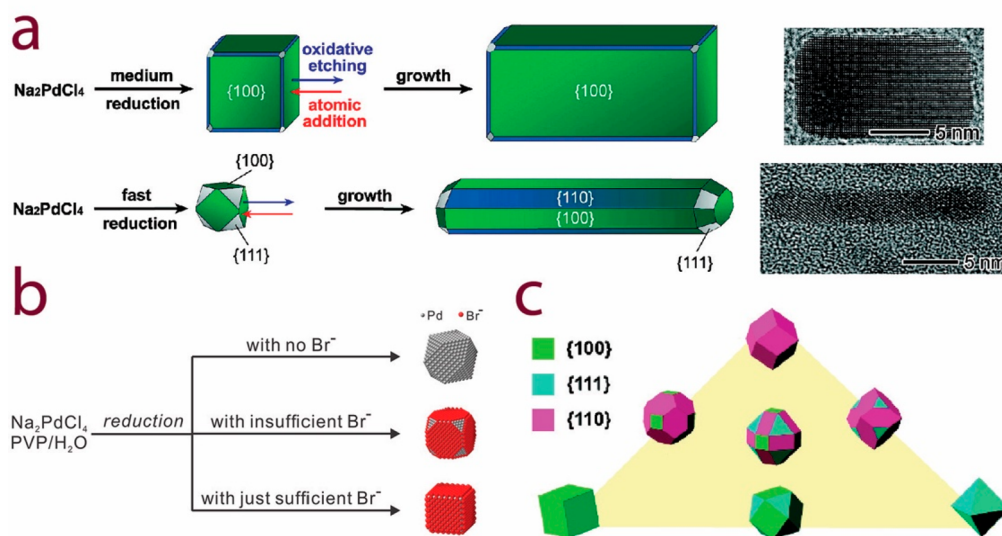 a
Na₂PdCl₄
medium
reduction
{100}
oxidative
etching
atomic
addition
growth
{100}
5 nm
Na₂PdCl₄
fast
reduction
{100}
{111}
growth
{110}
{100}
{111}
5 nm
b
Pd Br⁻
Na₂PdCl₄
PVP/H₂O
reduction
with no Br⁻
with insufficient Br⁻
with just sufficient Br⁻
c
{100}
{111}
{110}